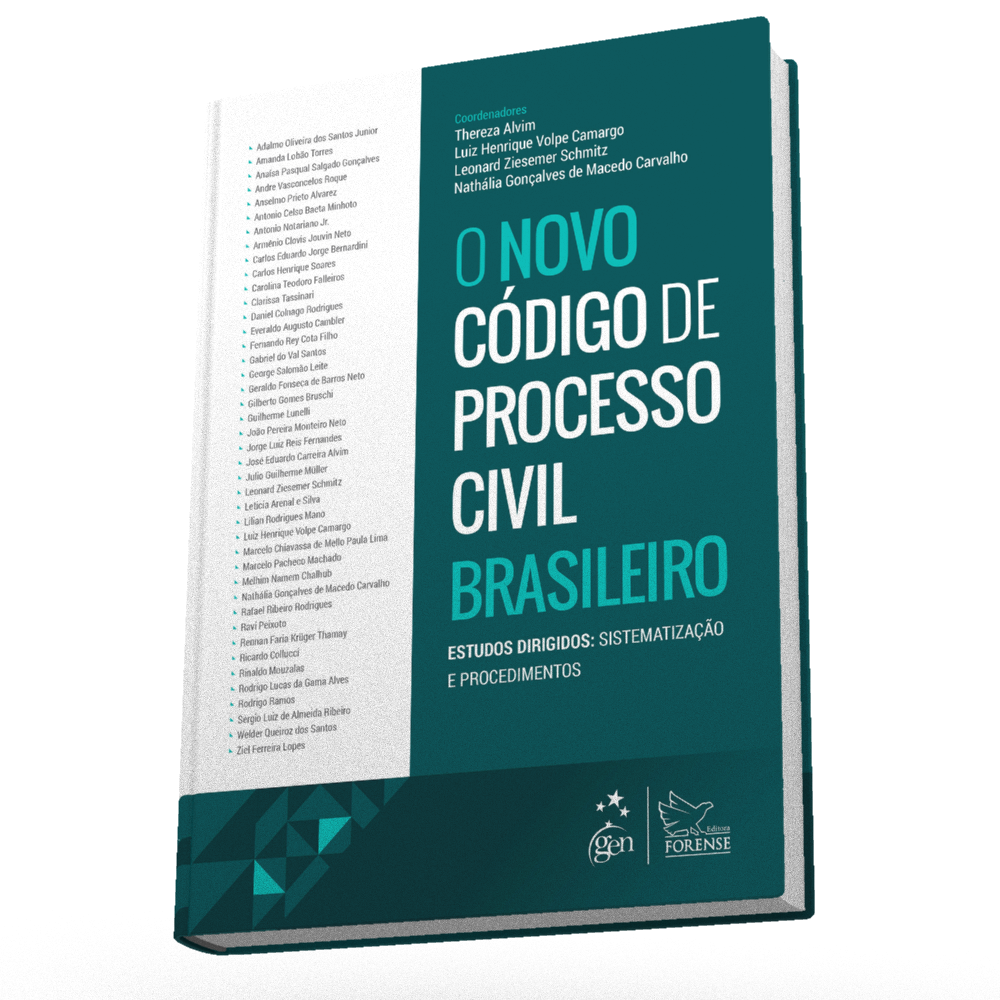 Adalmo Oliveira dos Santos Junior
Amanda Lobão Torres
Anaísa Pasqual Salgado Gonçalves
Andre Vasconcelos Roque
Anselmo Prieto Alvarez
Antonio Celso Baeta Minhoto
Antonio Notariano Jr.
Armênio Clovis Jouvin Neto
Carlos Eduardo Jorge Bernardini
Carlos Henrique Soares
Carolina Teodoro Falleiros
Clarissa Tassinari
Daniel Colnago Rodrigues
Everaldo Augusto Cambler
Fernando Rey Cota Filho
Gabriel do Val Santos
George Salomão Leite
Geraldo Fonseca de Barros Neto
Gilberto Gomes Bruschi
Guilherme Lunelli
João Pereira Monteiro Neto
Jorge Luiz Reis Fernandes
José Eduardo Carreira Alvim
Julio Guilherme Müller
Leonard Ziesemer Schmitz
Letícia Arenal e Silva
Lilian Rodrigues Mano
Luiz Henrique Volpe Camargo
Marcelo Chiavassa de Mello Paula Lima
Marcelo Pacheco Machado
Melhim Namem Chalhub
Nathália Gonçalves de Macedo Carvalho
Rafael Ribeiro Rodrigues
Ravi Peixoto
Rennan Faria Krüger Thamay
Ricardo Collucci
Rinaldo Mouzalas
Rodrigo Lucas da Gama Alves
Rodrigo Ramos
Sergio Luiz de Almeida Ribeiro
Welder Queiroz dos Santos
Ziel Ferreira Lopes
Coordenadores
Thereza Alvim
Luiz Henrique Volpe Camargo
Leonard Ziesemer Schmitz
Nathália Gonçalves de Macedo Carvalho
O NOVO
CÓDIGO DE
PROCESSO
CIVIL
BRASILEIRO
ESTUDOS DIRIGIDOS: SISTEMATIZAÇÃO
E PROCEDIMENTOS
gen
Editora
FORENSE